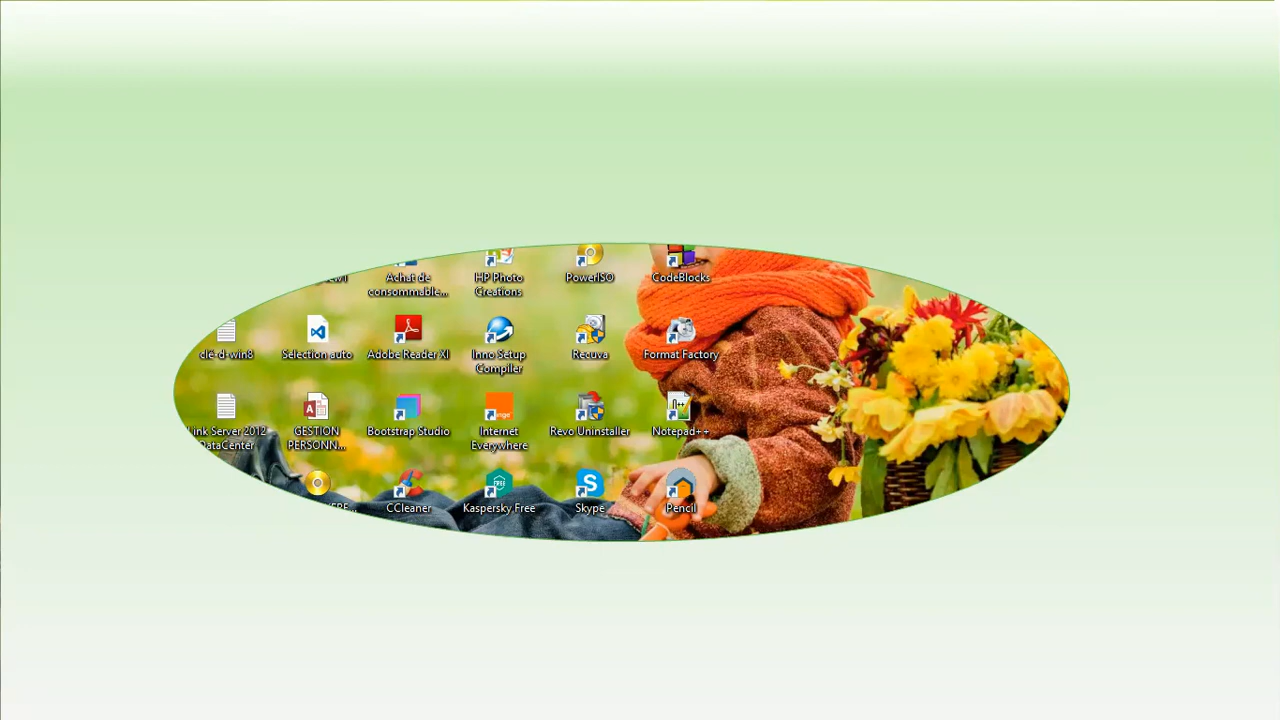 Achat de
consommable...
HP Photo
Creations
PowerISO
CodeBlocks
cle-d-win8
Selection auto
Adobe Reader XI
Inno Setup
Compiler
Recuva
Format Factory
Link Server 2012
DataCenter
GESTION
PERSONN...
Bootstrap Studio
Internet
Everywhere
Revo Uninstaller
Notepad++
CCleaner
Kaspersky Free
Skype
Pencil